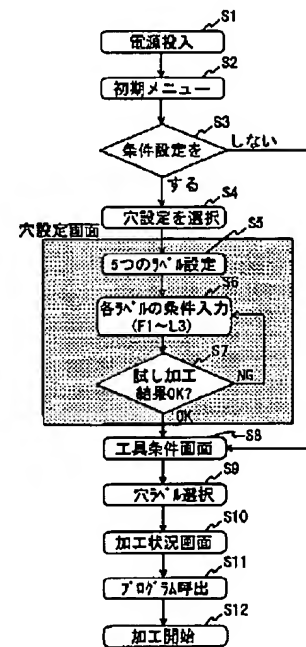 S1
電源投入
S2
初期メニュー
S3
条件設定を
しない
する
S4
穴設定を選択
穴設定画面
S5
5つのラベル設定
S6
各ラベルの条件入力
(F1~L3)
S7
試し加工
結果OK?
NG
OK
S8
工具条件画面
S9
穴ラベル選択
S10
加工状況画面
S11
プログラム呼出
S12
加工開始